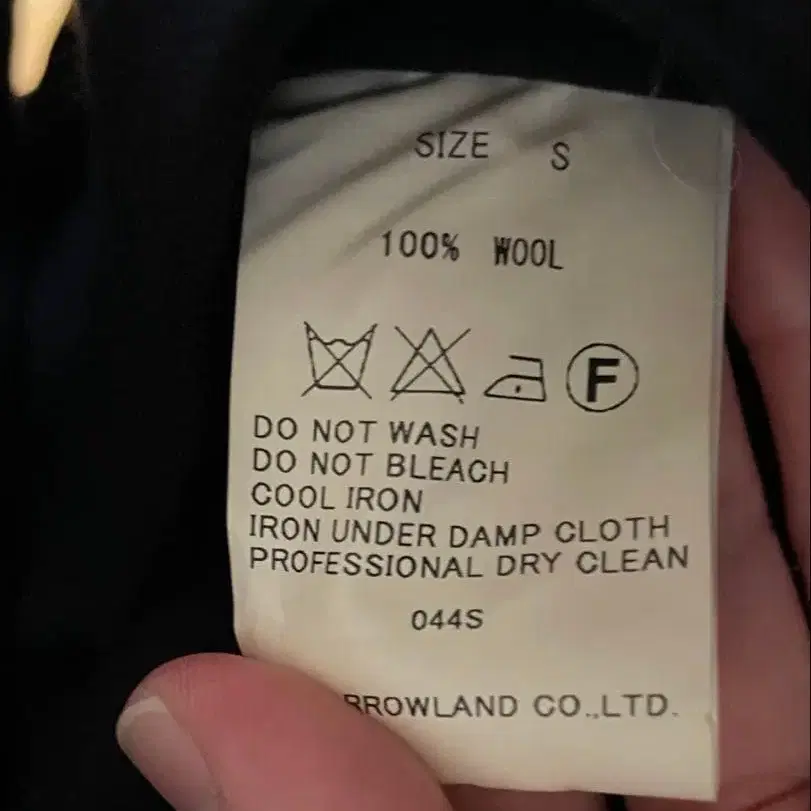 SIZE S
100% WOOL
F
DO NOT WASH
DO NOT BLEACH
COOL IRON
IRON UNDER DAMP CLOTH
PROFESSIONAL DRY CLEAN
044S
RROWLAND CO.,LTD.